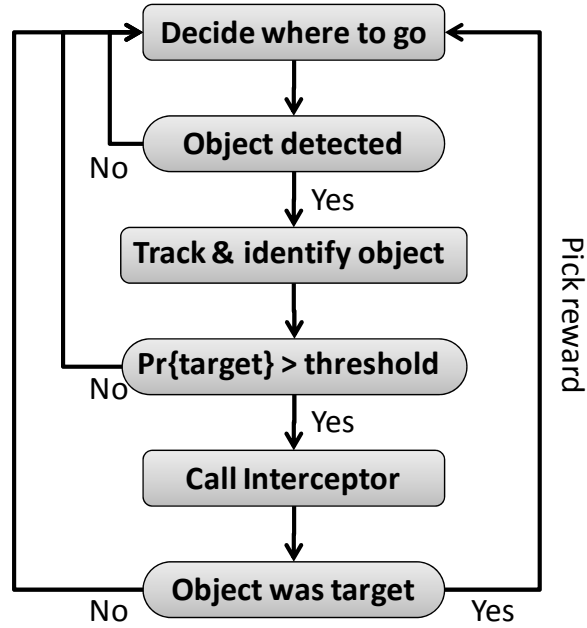 Decide where to go
Object detected
No
Yes
Track & identify object
Pr{target} > threshold
No
Yes
Call Interceptor
Object was target
No
Yes
Pick reward